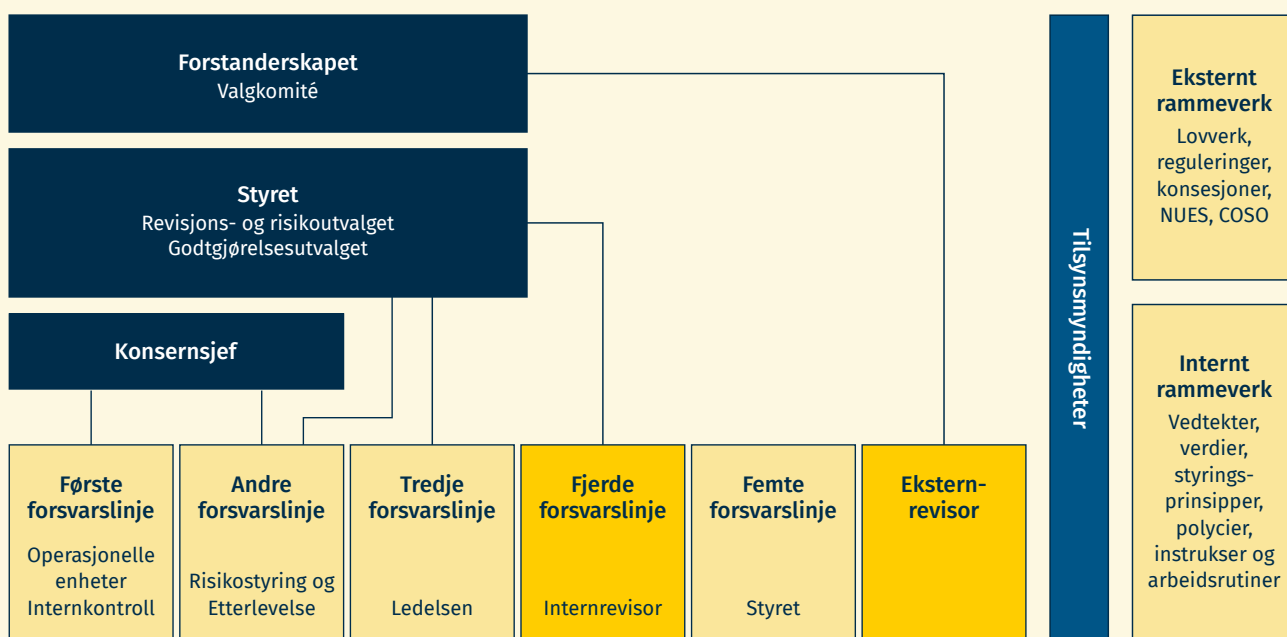 Forstanderskapet
Valgkomité
Styret
Revisjons- og risikoutvalget
Godtgjørelsesutvalget
Konsernsjef
Første
forsvarslinje
Operasjonelle
enheter
Internkontroll
Andre
forsvarslinje
Risikostyring og
Etterlevelse
Tredje
forsvarslinje
Ledelsen
Fjerde
forsvarslinje
Internrevisor
Femte
forsvarslinje
Styret
Ekstern-
revisor
Tilsynsmyndigheter
Eksternt
rammeverk
Lovverk,
reguleringer,
konsesjoner,
NUES, COSO
Internt
rammeverk
Vedtekter,
verdier,
styrings-
prinsipper,
polycier,
instrukser og
arbeidsrutiner